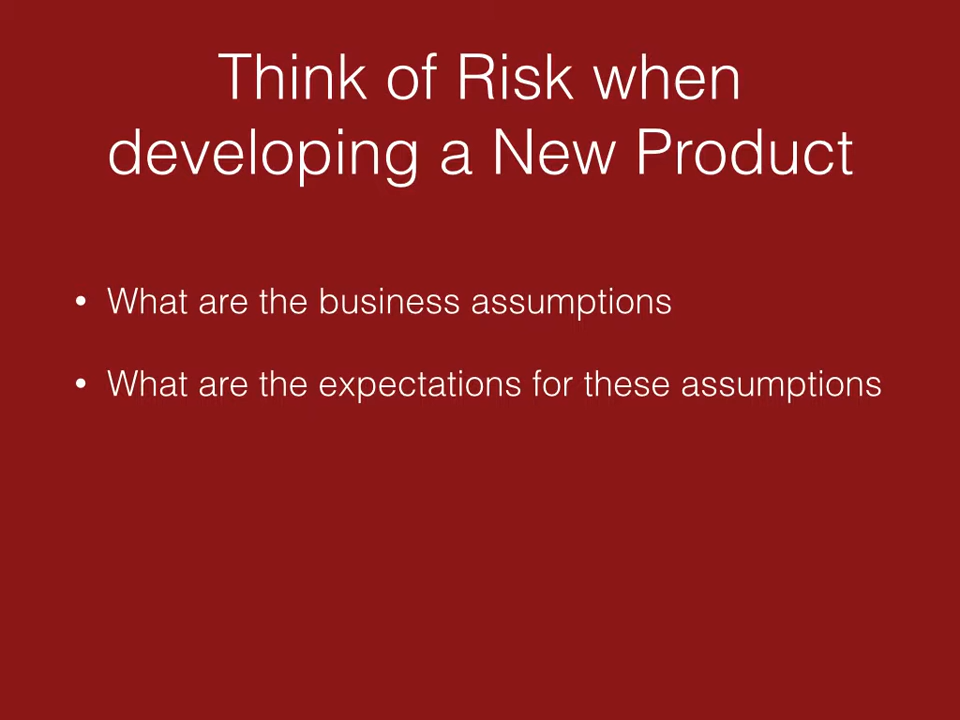 Think of Risk when
developing a New Product
• What are the business assumptions
• What are the expectations for these assumptions